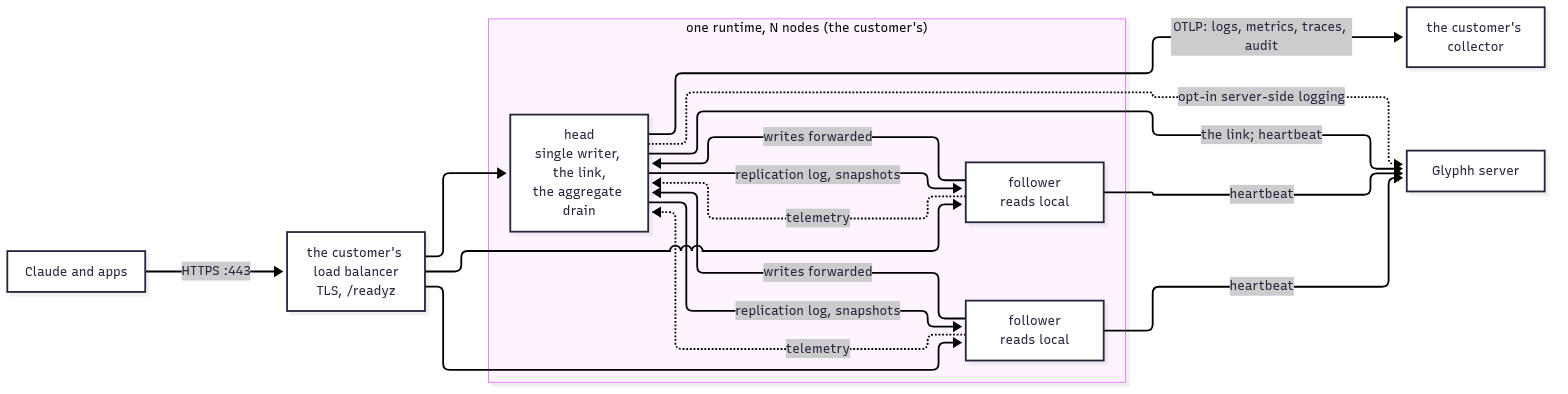 one runtime, N nodes (the customer's)
OTLP: logs, metrics, traces,
audit
the customer's
collector
opt-in server-side logging
the link; heartbeat
Glyphh server
head
single writer,
the link,
the aggregate
drain
writes forwarded
replication log, snapshots
telemetry
follower
reads local
heartbeat
Claude and apps
HTTPS :443
the customer's
load balancer
TLS, /readyz
writes forwarded
replication log, snapshots
telemetry
follower
reads local
heartbeat